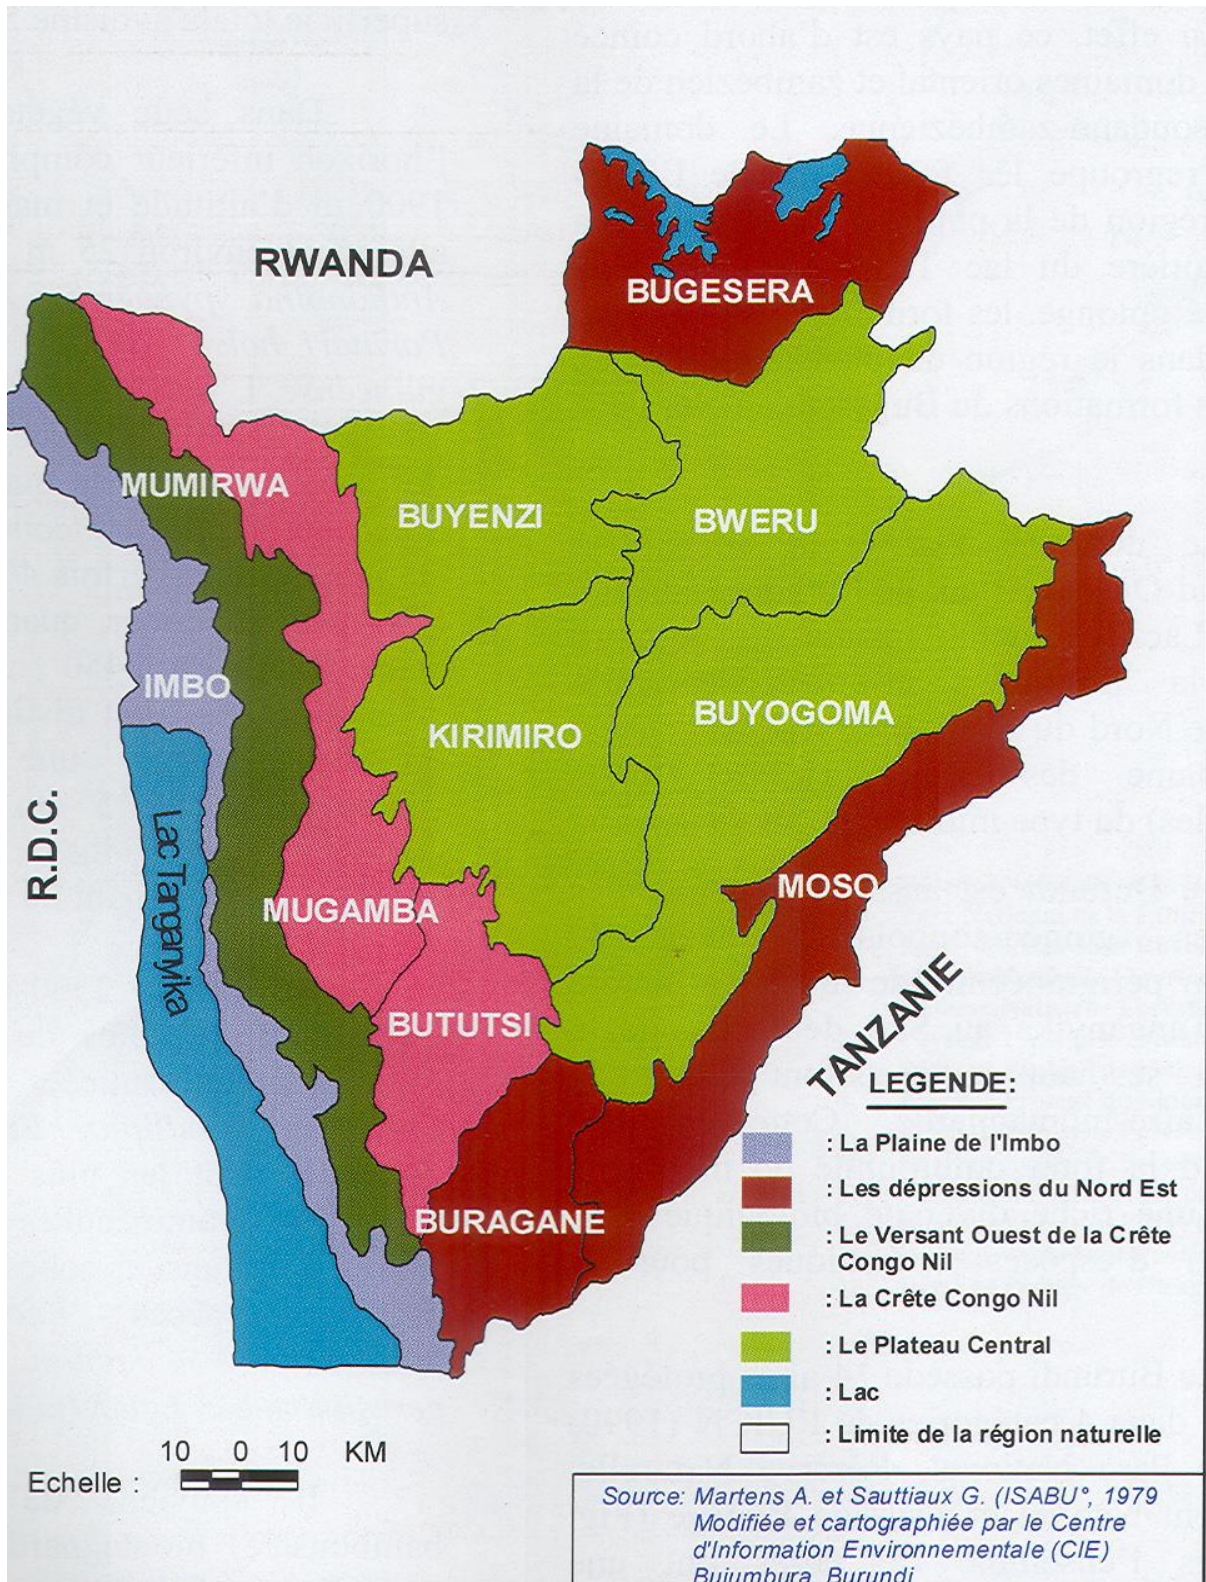 RWANDA
BUGESERA
MUMIRWA
BUYENZI
BWERU
IMBO
KIRIMIRO
BUYOGOMA
R.D.C.
Lac Tanganyika
MUGAMBA
MOSO
BUTUTSI
TANZANIE
BURAGANE
LEGENDE:
: La Plaine de l'Imbo
: Les dépressions du Nord Est
: Le Versant Ouest de la Crête
Congo Nil
: La Crête Congo Nil
: Le Plateau Central
: Lac
: Limite de la région naturelle
10 0 10 KM
Echelle :
Source: Martens A. et Sauttiaux G. (ISABU°, 1979
Modifiée et cartographiée par le Centre
d'Information Environnementale (CIE)
Bujumbura, Burundi